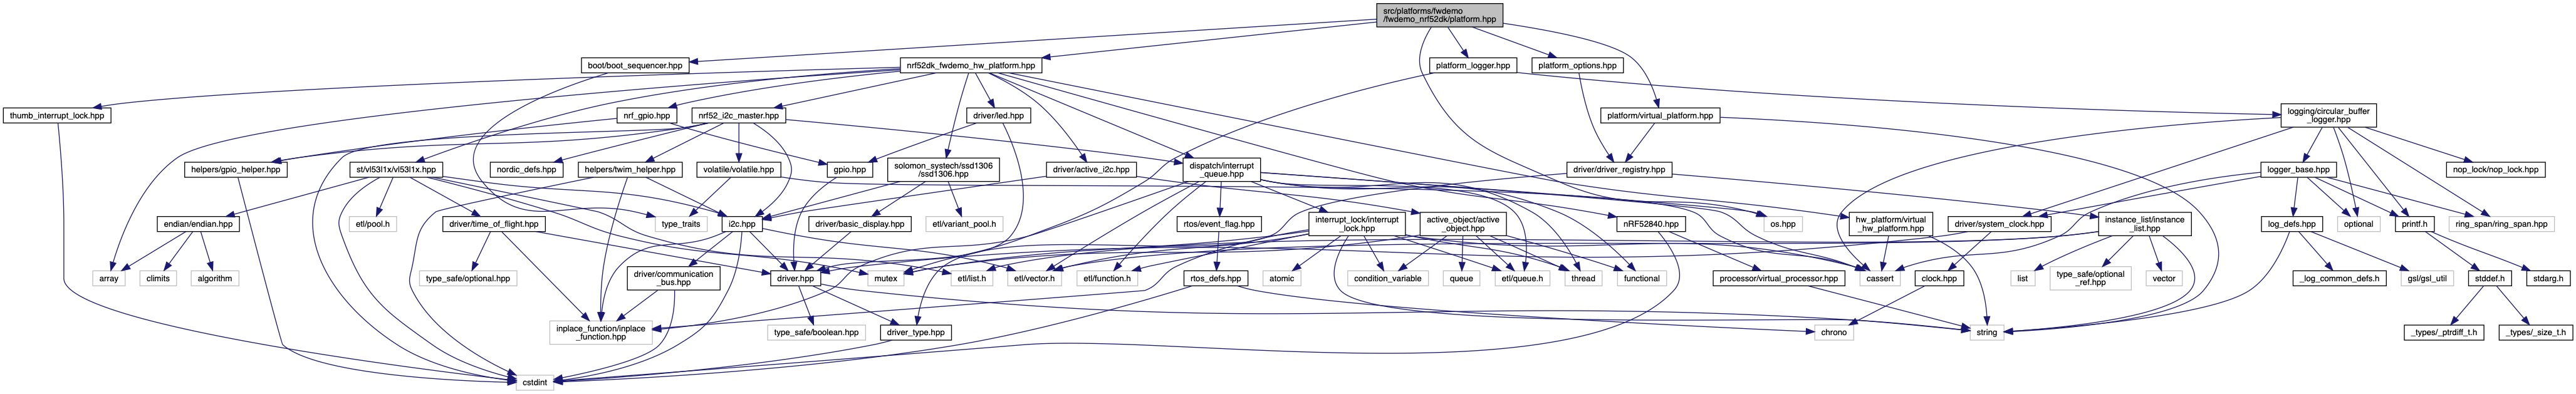 src/platforms/fwdemo
/fwdemo_nrf52dk/platform.hpp
boot/boot_sequencer.hpp
nrf52dk_fwdemo_hw_platform.hpp
platform_logger.hpp
platform_options.hpp
thumb_interrupt_lock.hpp
nrf_gpio.hpp
nrf52_i2c_master.hpp
driver/led.hpp
platform/virtual_platform.hpp
logging/circular_buffer
_logger.hpp
helpers/gpio_helper.hpp
st/vl53l1x/vl53l1x.hpp
nordic_defs.hpp
helpers/twim_helper.hpp
volatile/volatile.hpp
gpio.hpp
solomon_systech/ssd1306
/ssd1306.hpp
driver/active_i2c.hpp
dispatch/interrupt
_queue.hpp
driver/driver_registry.hpp
logger_base.hpp
nop_lock/nop_lock.hpp
endian/endian.hpp
etl/pool.h
driver/time_of_flight.hpp
type_traits
i2c.hpp
driver/basic_display.hpp
etl/variant_pool.h
rtos/event_flag.hpp
interrupt_lock/interrupt
_lock.hpp
active_object/active
_object.hpp
nRF52840.hpp
os.hpp
hw_platform/virtual
_hw_platform.hpp
driver/system_clock.hpp
instance_list/instance
_list.hpp
log_defs.hpp
optional
printf.h
ring_span/ring_span.hpp
array
climits
algorithm
type_safe/optional.hpp
driver/communication
_bus.hpp
driver.hpp
mutex
etl/list.h
etl/vector.h
etl/function.h
rtos_defs.hpp
atomic
condition_variable
queue
etl/queue.h
thread
functional
processor/virtual_processor.hpp
cassert
clock.hpp
list
type_safe/optional
_ref.hpp
vector
_log_common_defs.h
gsl/gsl_util
stddef.h
stdarg.h
inplace_function/inplace
_function.hpp
type_safe/boolean.hpp
driver_type.hpp
chrono
string
_types/_ptrdiff_t.h
_types/_size_t.h
cstdint